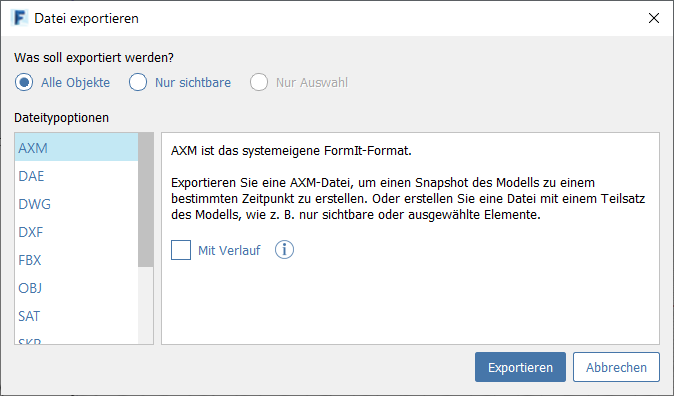 Datei exportieren
Was soll exportiert werden?
Alle Objekte Nur sichtbare Nur Auswahl
Dateitypoptionen
AXM
DAE
DWG
DXF
FBX
OBJ
SAT
SKP
AXM ist das systemeigene FormIt-Format.
Exportieren Sie eine AXM-Datei, um einen Snapshot des Modells zu einem
bestimmten Zeitpunkt zu erstellen. Oder erstellen Sie eine Datei mit einem Teilsatz
des Modells, wie z. B. nur sichtbare oder ausgewählte Elemente.
Mit Verlauf
Exportieren Abbrechen